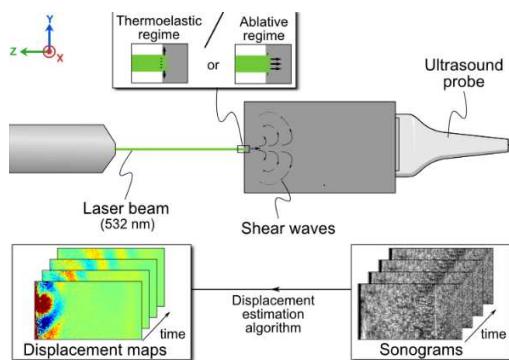 Thermoelastic
regime
Ablative
regime
or
Y
Z
X
Ultrasound
probe
Laser beam
(532 nm)
Shear waves
time
Displacement maps
Displacement
estimation
algorithm
time
Sonograms